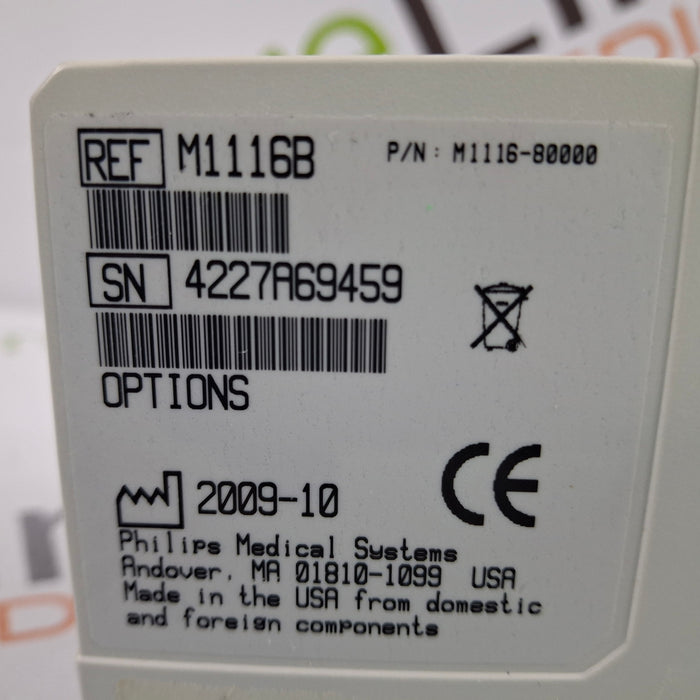 REF M1116B P/N: M1116-80000
SN 4227A69459
OPTIONS
CE
2009-10
Philips Medical Systems
Andover, MA 01810-1099 USA
Made in the USA from domestic
and foreign components